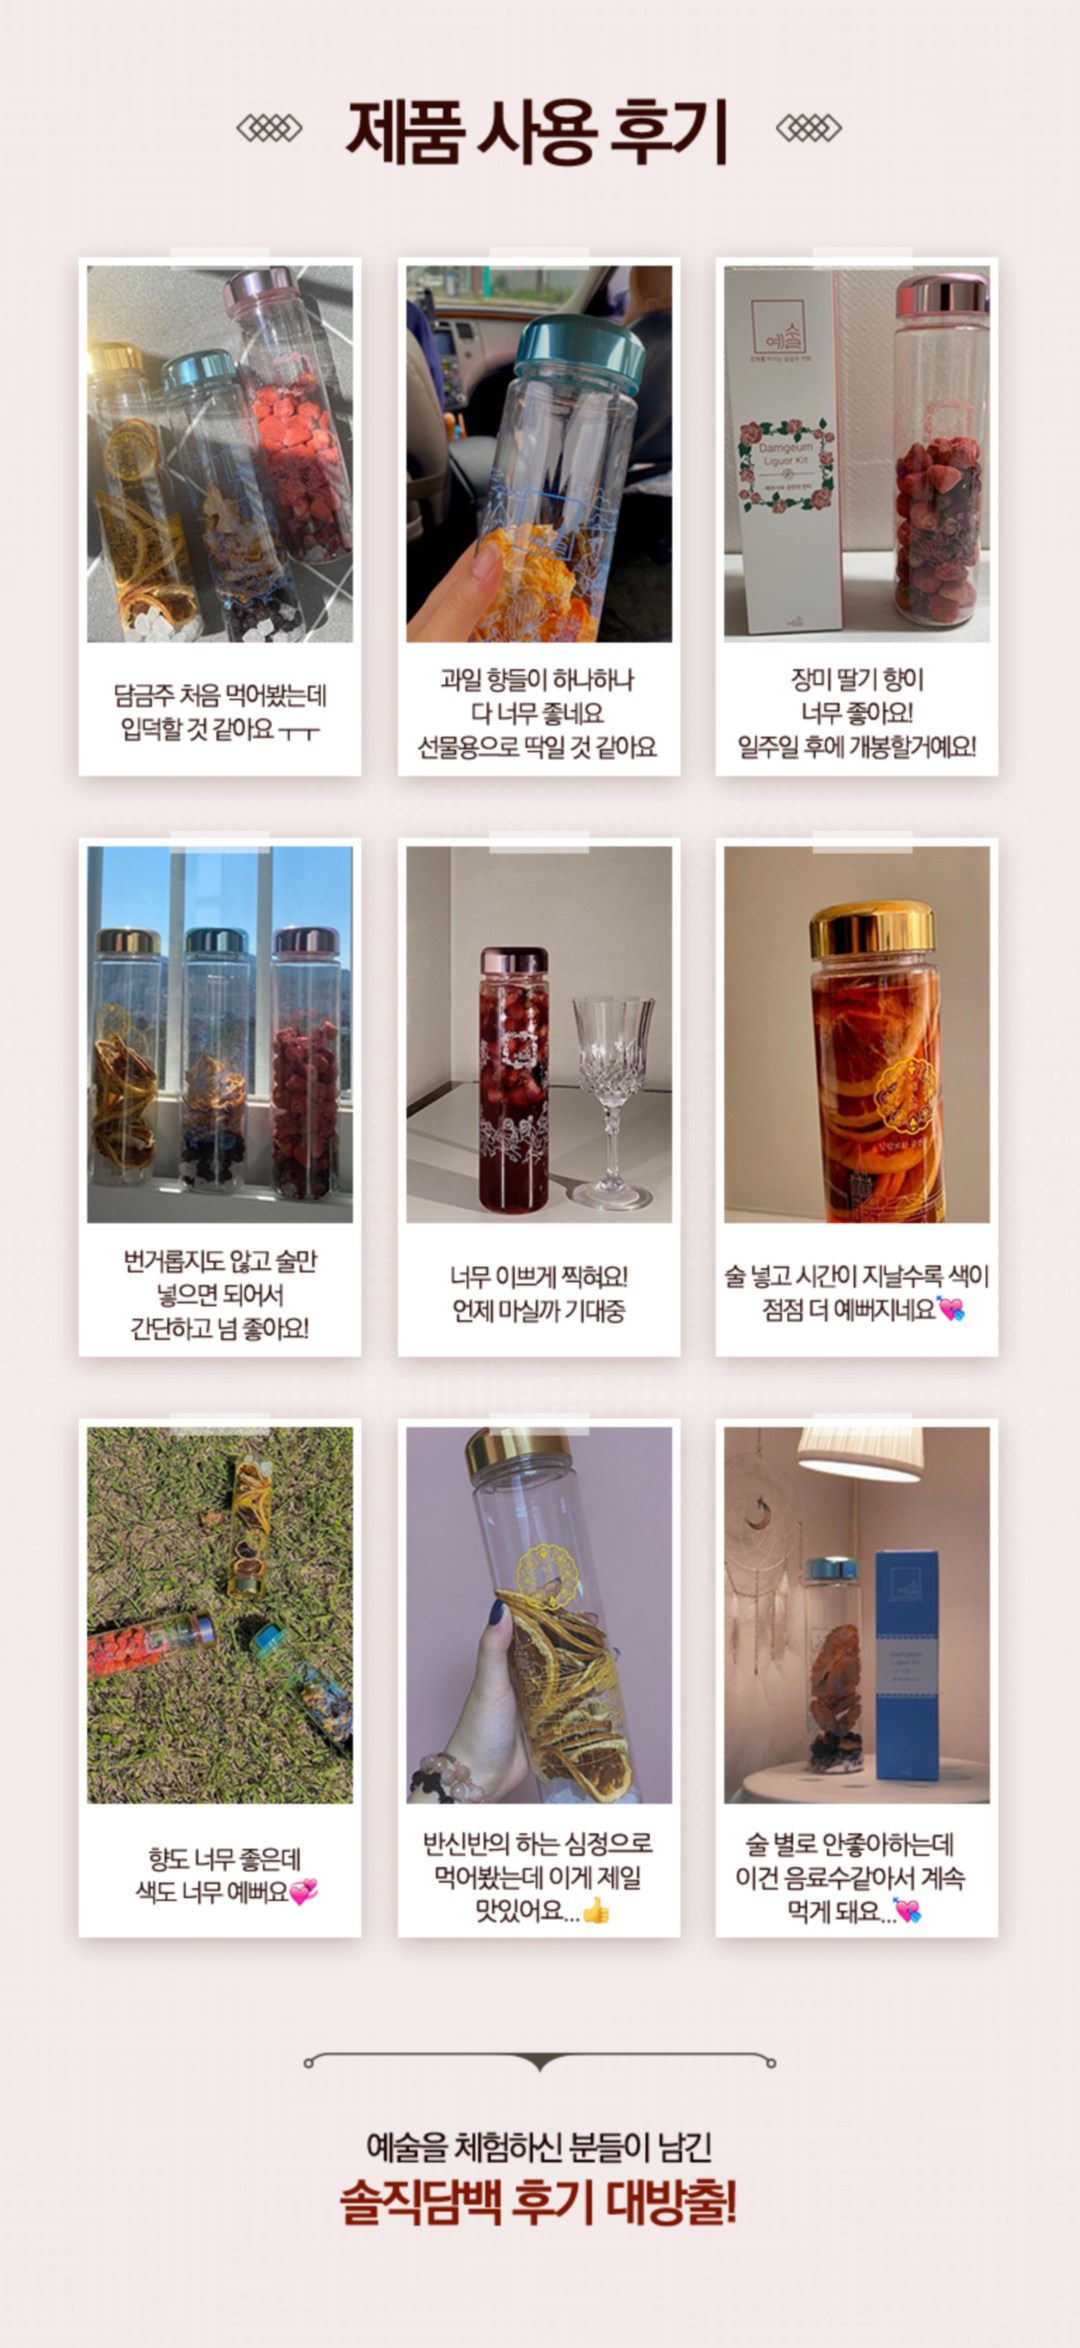 제품 사용 후기
예술
Damgeum
Liguor Kit
담금주 처음 먹어봤는데
입덕할 것 같아요 ㅜㅜ
과일 향들이 하나하나
다 너무 좋네요
선물용으로 딱일 것 같아요
장미 딸기 향이
너무 좋아요!
일주일 후에 개봉할거예요!
번거롭지도 않고 술만
넣으면 되어서
간단하고 넘 좋아요!
너무 이쁘게 찍혀요!
언제 마실까 기대중
술 넣고 시간이 지날수록 색이
점점 더 예뻐지네요💘
향도 너무 좋은데
색도 너무 예뻐요💞
반신반의 하는 심정으로
먹어봤는데 이게 제일
맛있어요...👍
술 별로 안좋아하는데
이건 음료수같아서 계속
먹게 돼요...💘
예술을 체험하신 분들이 남긴
솔직담백 후기 대방출!